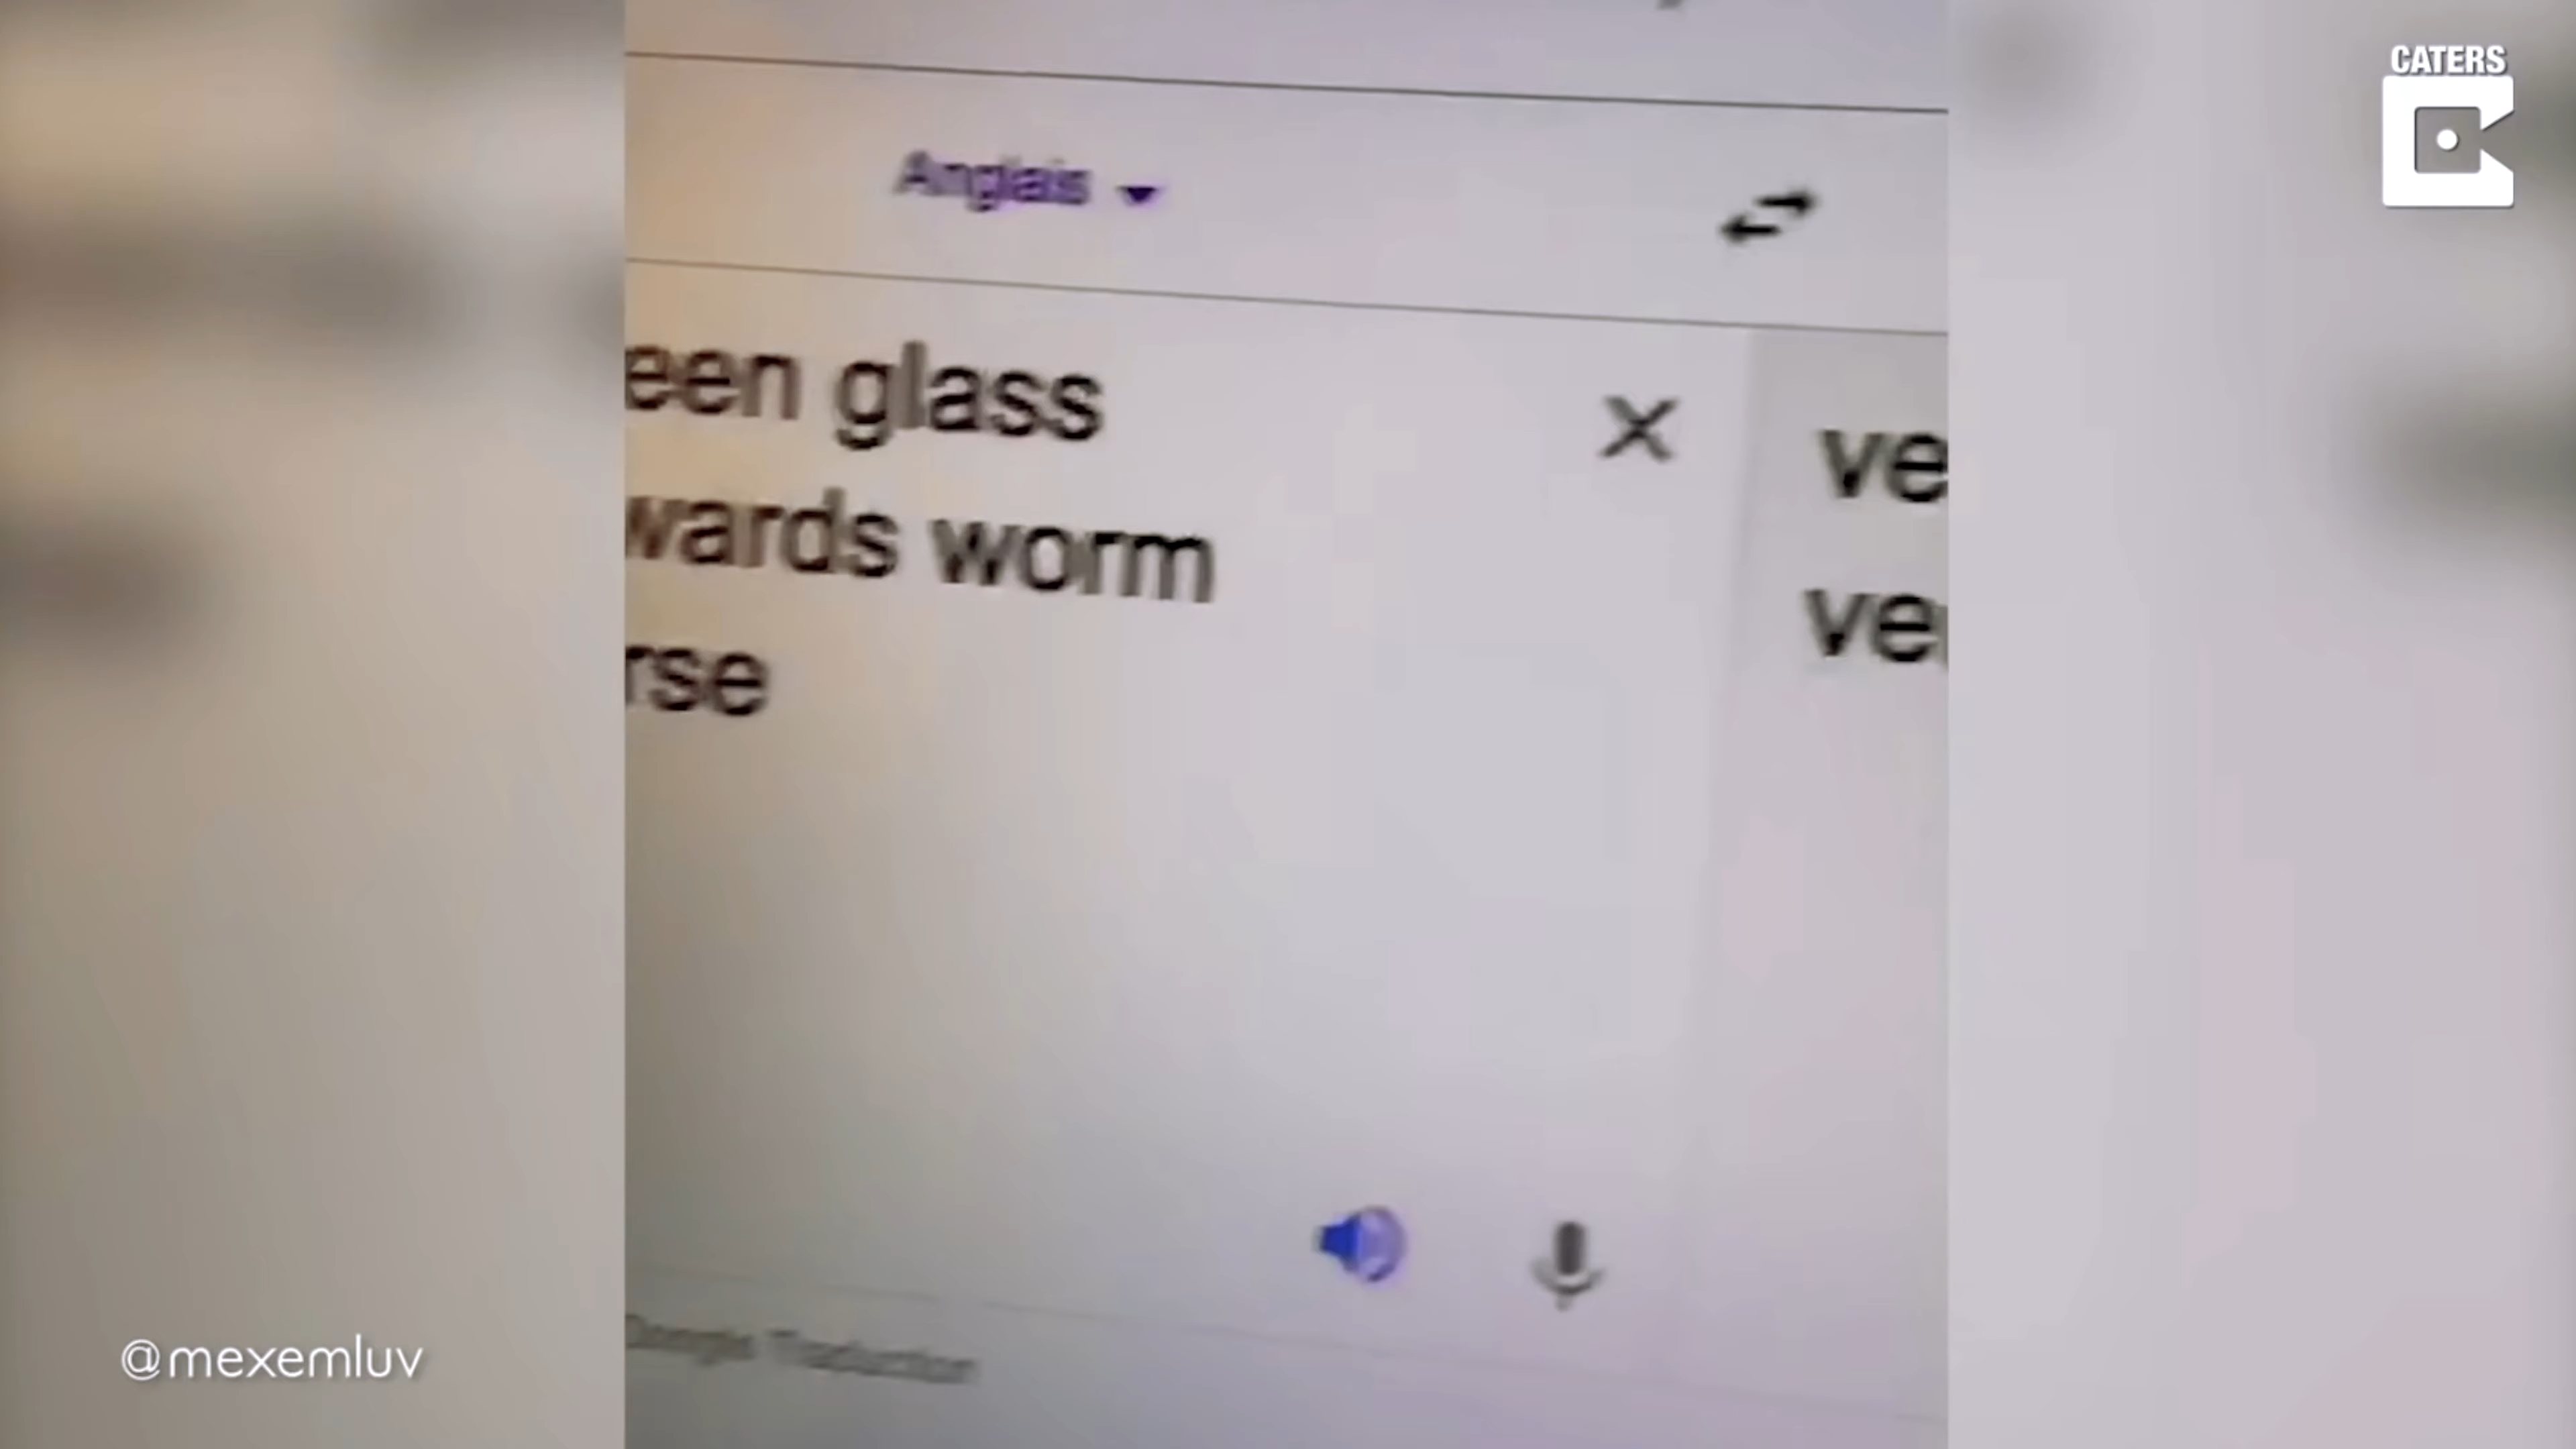 CATERS
Anglais
een glass
wards worm
rse
ve
ve
@mexemluv